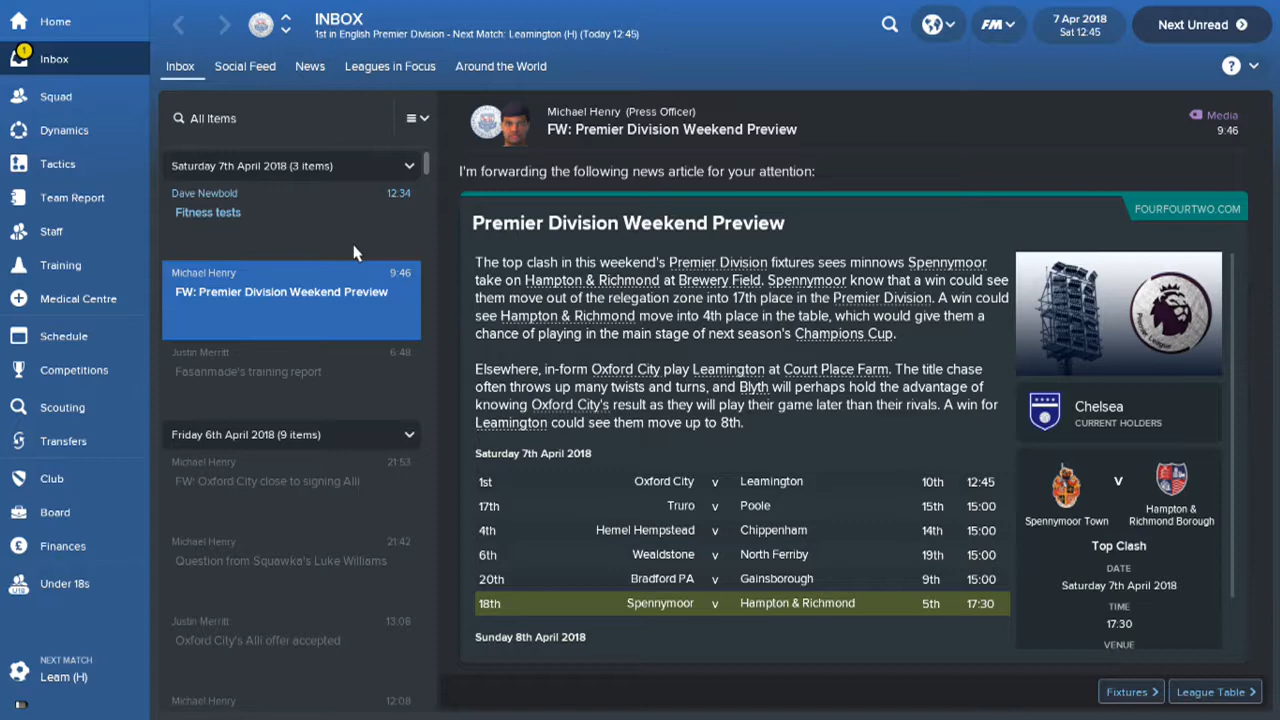 Home
1
Inbox
Squad
Dynamics
Tactics
Team Report
Staff
Training
Medical Centre
Schedule
Competitions
Scouting
Transfers
Club
Board
£ Finances
U18
Under 18s
NEXT MATCH
Leam (H)
INBOX
1st in English Premier Division - Next Match: Leamington (H) (Today 12:45)
FM
7 Apr 2018
Sat 12:45
Next Unread
Inbox Social Feed News Leagues in Focus Around the World
?
All Items
Saturday 7th April 2018 (3 items)
Dave Newbold 12:34
Fitness tests
Michael Henry 9:46
FW: Premier Division Weekend Preview
Justin Merritt 6:48
Fasanmade's training report
Friday 6th April 2018 (9 items)
Michael Henry 21:53
FW: Oxford City close to signing Alli
Michael Henry 21:42
Question from Squawka's Luke Williams
Justin Merritt 13:08
Oxford City's Alli offer accepted
Michael Henry 12:08
Michael Henry (Press Officer)
FW: Premier Division Weekend Preview
Media
9:46
I'm forwarding the following news article for your attention:
FOURFOURTWO.COM
Premier Division Weekend Preview
The top clash in this weekend's Premier Division fixtures sees minnows Spennymoor
take on Hampton & Richmond at Brewery Field. Spennymoor know that a win could
see them move out of the relegation zone into 17th place in the Premier Division. A win could
see Hampton & Richmond move into 4th place in the table, which would give them a
chance of playing in the main stage of next season's Champions Cup.
Elsewhere, in-form Oxford City play Leamington at Court Place Farm. The title chase
often throws up many twists and turns, and Blyth will perhaps hold the advantage of
knowing Oxford City's result as they will play their game later than their rivals. A win for
Leamington could see them move up to 8th.
Saturday 7th April 2018
1st Oxford City v Leamington 10th 12:45
17th Truro v Poole 15th 15:00
4th Hemel Hempstead v Chippenham 14th 15:00
6th Wealdstone v North Ferriby 19th 15:00
20th Bradford PA v Gainsborough 9th 15:00
18th Spennymoor v Hampton & Richmond 5th 17:30
Sunday 8th April 2018
Chelsea
CURRENT HOLDERS
V
Spennymoor Town
Hampton &
Richmond Borough
Top Clash
DATE
Saturday 7th April 2018
TIME
17:30
VENUE
Fixtures
League Table